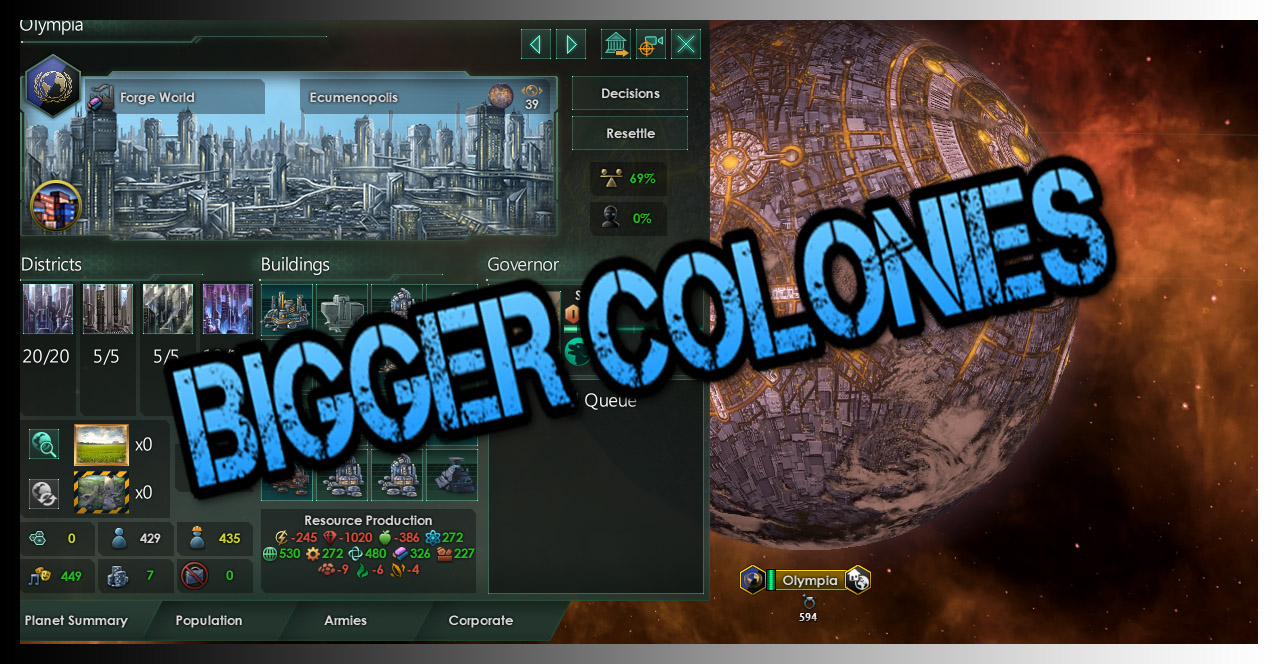 Olympia
Forge World
Ecumenopolis
39
Decisions
Resettle
69%
0%
Districts
Buildings
Governor
20/20
5/5
5/5
BIGGER COLONIES
Queue
x0
x0
0
429
435
449
7
0
Resource Production
-245 -1020 -386 272
530 272 480 326 227
-9 -6 -4
Planet Summary
Population
Armies
Corporate
Olympia
594